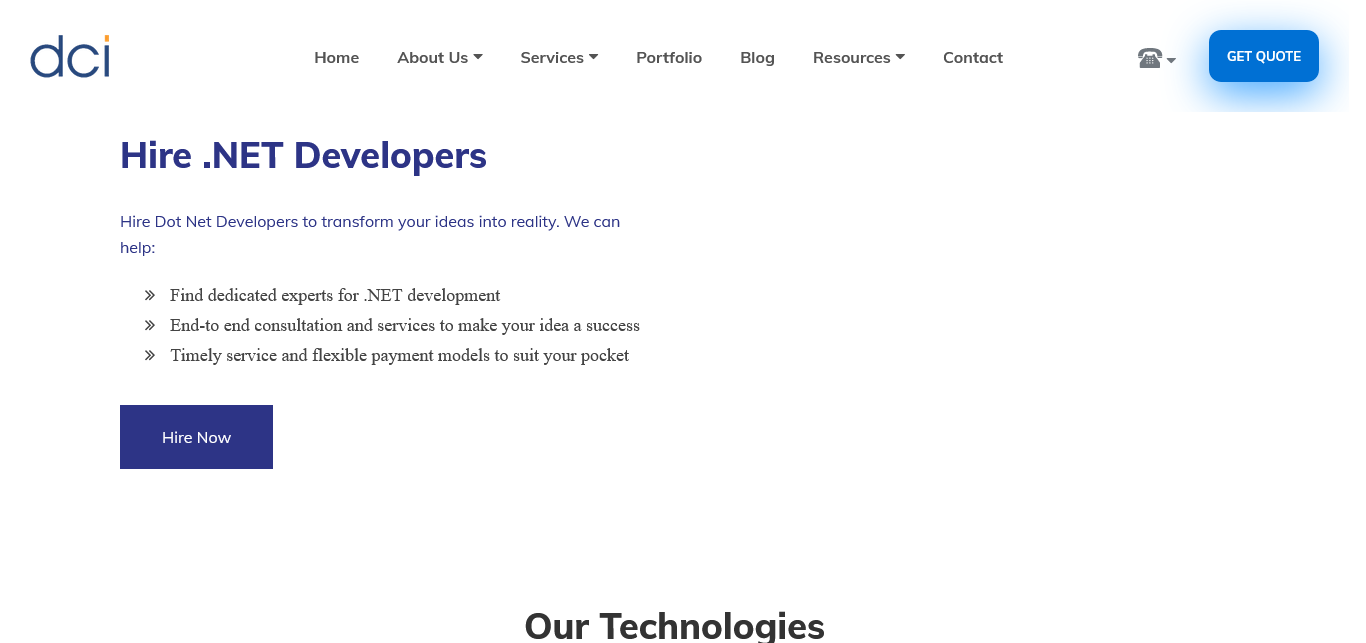 dci
Home
About Us
Services
Portfolio
Blog
Resources
Contact
GET QUOTE
Hire .NET Developers
Hire Dot Net Developers to transform your ideas into reality. We can
help:
Find dedicated experts for .NET development
End-to end consultation and services to make your idea a success
Timely service and flexible payment models to suit your pocket
Hire Now
Our Technologies